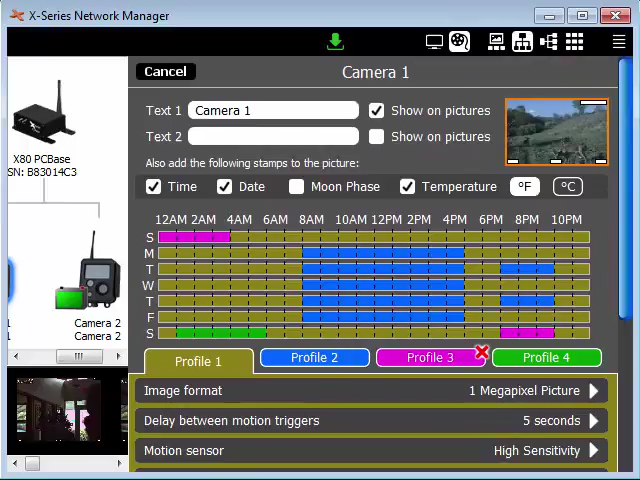 X-Series Network Manager
Cancel
Camera 1
Text 1 Camera 1 Show on pictures
Text 2 Show on pictures
Also add the following stamps to the picture:
Time Date Moon Phase Temperature °F °C
X80 PCBase
SN: B83014C3
12AM 2AM 4AM 6AM 8AM 10AM 12PM 2PM 4PM 6PM 8PM 10PM
S
M
T
W
T
F
S
1 Camera 2
1 Camera 2
Profile 1 Profile 2 Profile 3 Profile 4
Image format 1 Megapixel Picture
Delay between motion triggers 5 seconds
Motion sensor High Sensitivity